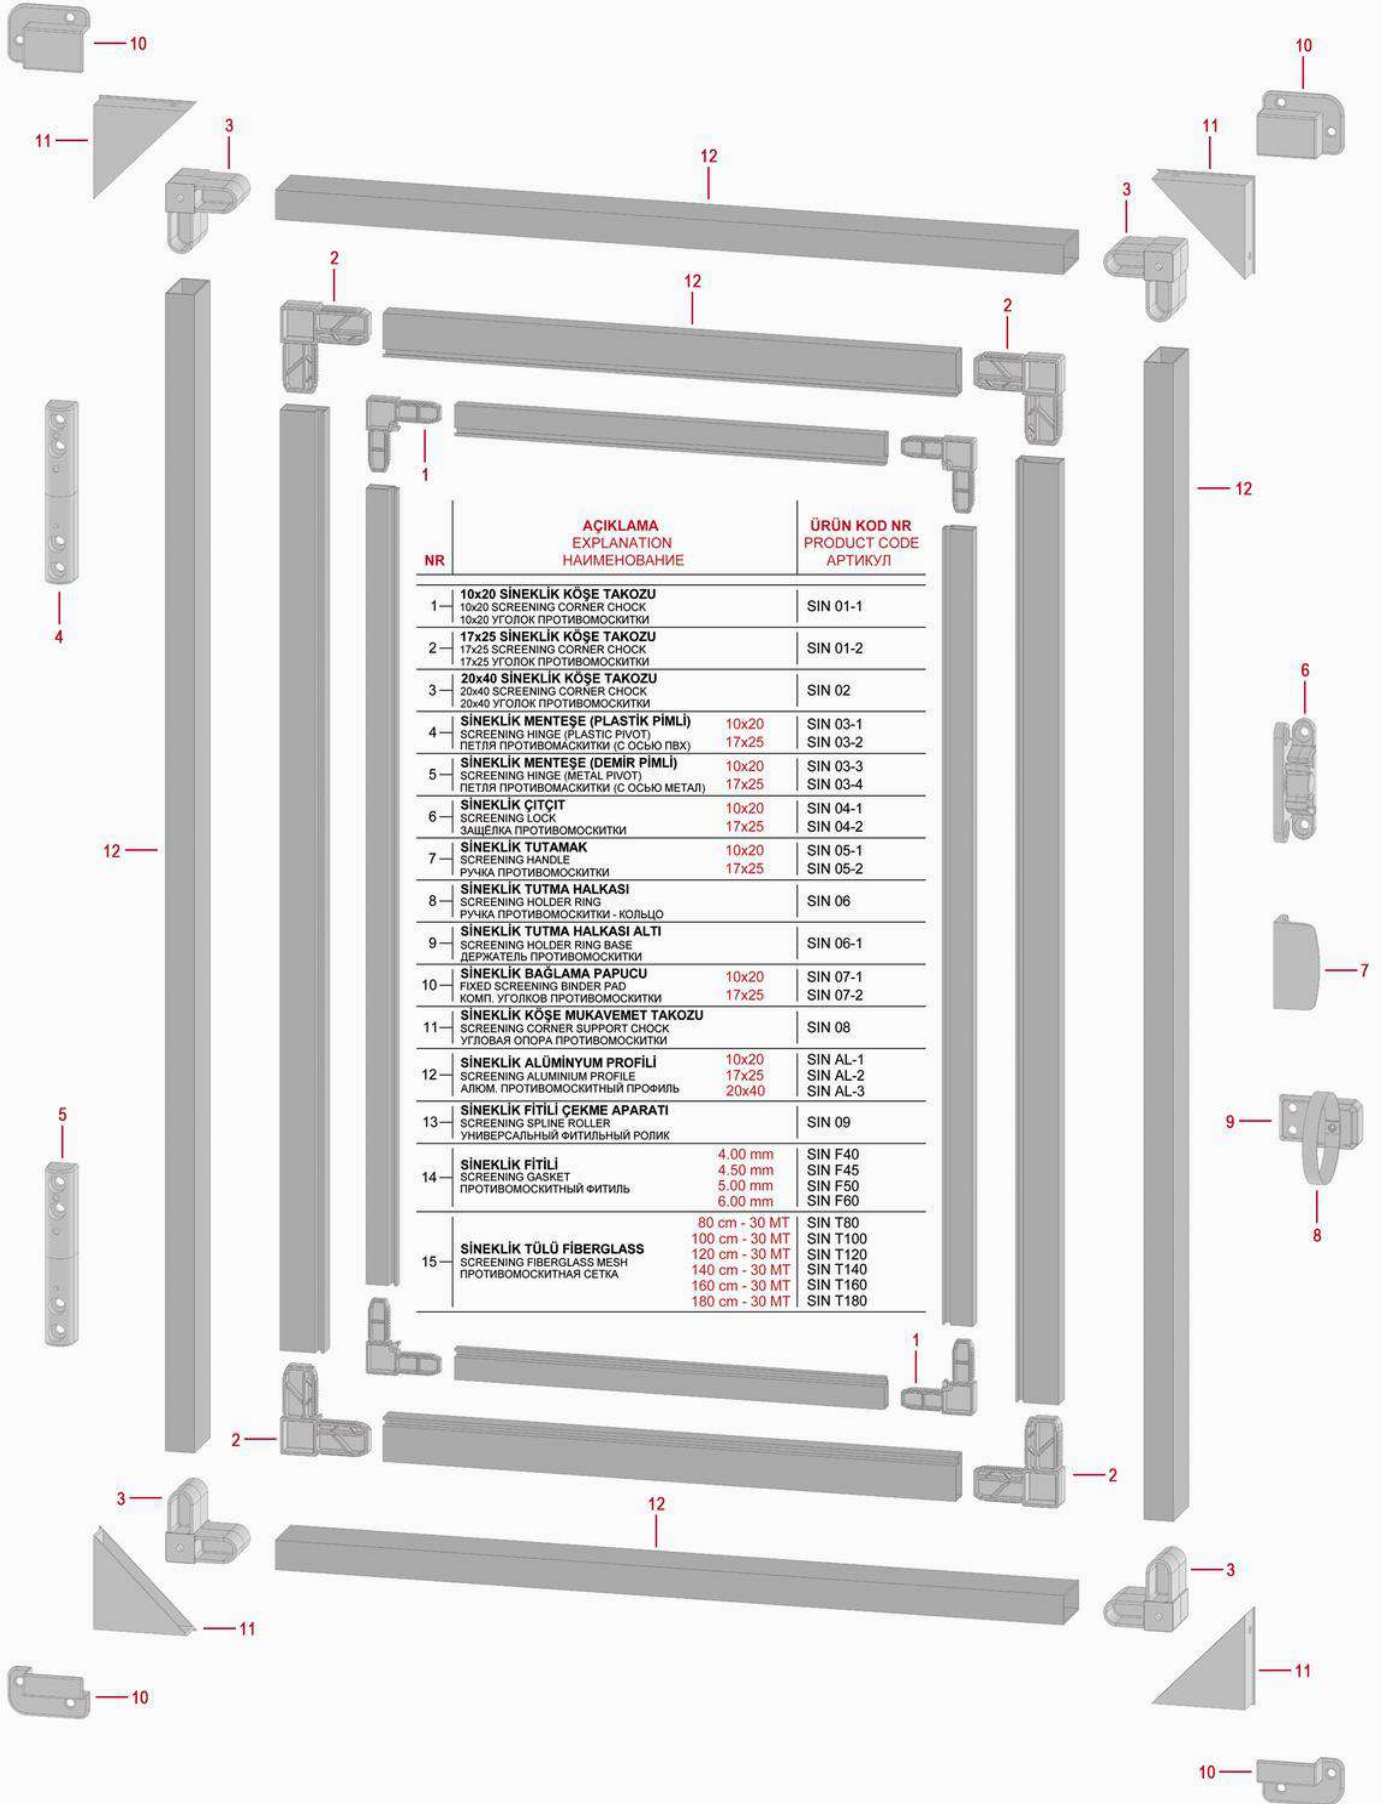 10
10
11
3
11
12
3
2
12
2
1
12
4
NR
AÇIKLAMA
EXPLANATION
НАИМЕНОВАНИЕ
ÜRÜN KOD NR
PRODUCT CODE
АРТИКУЛ
1
10x20 SİNEKLİK KÖŞE TAKOZU
10x20 SCREENING CORNER CHOCK
10x20 УГОЛОК ПРОТИВОМОСКИТКИ
SIN 01-1
2
17x25 SİNEKLİK KÖŞE TAKOZU
17x25 SCREENING CORNER CHOCK
17x25 УГОЛОК ПРОТИВОМОСКИТКИ
SIN 01-2
3
20x40 SİNEKLİK KÖŞE TAKOZU
20x40 SCREENING CORNER CHOCK
20x40 УГОЛОК ПРОТИВОМОСКИТКИ
SIN 02
4
SİNEKLİK MENTEŞE (PLASTİK PİMLİ)
SCREENING HINGE (PLASTIC PIVOT)
ПЕТЛЯ ПРОТИВОМАСКИТКИ (С ОСЬЮ ПВХ)
10x20 SIN 03-1
17x25 SIN 03-2
5
SİNEKLİK MENTEŞE (DEMİR PİMLİ)
SCREENING HINGE (METAL PIVOT)
ПЕТЛЯ ПРОТИВОМАСКИТКИ (С ОСЬЮ МЕТАЛ)
10x20 SIN 03-3
17x25 SIN 03-4
6
SİNEKLİK ÇITÇIT
SCREENING LOCK
ЗАЩЁЛКА ПРОТИВОМОСКИТКИ
10x20 SIN 04-1
17x25 SIN 04-2
7
SİNEKLİK TUTAMAK
SCREENING HANDLE
РУЧКА ПРОТИВОМОСКИТКИ
10x20 SIN 05-1
17x25 SIN 05-2
8
SİNEKLİK TUTMA HALKASI
SCREENING HOLDER RING
РУЧКА ПРОТИВОМОСКИТКИ - КОЛЬЦО
SIN 06
9
SİNEKLİK TUTMA HALKASI ALTI
SCREENING HOLDER RING BASE
ДЕРЖАТЕЛЬ ПРОТИВОМОСКИТКИ
SIN 06-1
10
SİNEKLİK BAĞLAMA PAPUCU
FIXED SCREENING BINDER PAD
КОМП. УГОЛКОВ ПРОТИВОМОСКИТКИ
10x20 SIN 07-1
17x25 SIN 07-2
11
SİNEKLİK KÖŞE MUKAVEMET TAKOZU
SCREENING CORNER SUPPORT CHOCK
УГЛОВАЯ ОПОРА ПРОТИВОМОСКИТКИ
SIN 08
12
SİNEKLİK ALÜMİNYUM PROFİLİ
SCREENING ALUMINIUM PROFILE
АЛЮМ. ПРОТИВОМОСКИТНЫЙ ПРОФИЛЬ
10x20 SIN AL-1
17x25 SIN AL-2
20x40 SIN AL-3
13
SİNEKLİK FİTİLİ ÇEKME APARATI
SCREENING SPLINE ROLLER
УНИВЕРСАЛЬНЫЙ ФИТИЛЬНЫЙ РОЛИК
SIN 09
14
SİNEKLİK FİTİLİ
SCREENING GASKET
ПРОТИВОМОСКИТНЫЙ ФИТИЛЬ
4.00 mm SIN F40
4.50 mm SIN F45
5.00 mm SIN F50
6.00 mm SIN F60
15
SİNEKLİK TÜLÜ FİBERGLASS
SCREENING FIBERGLASS MESH
ПРОТИВОМОСКИТНАЯ СЕТКА
80 cm - 30 MT SIN T80
100 cm - 30 MT SIN T100
120 cm - 30 MT SIN T120
140 cm - 30 MT SIN T140
160 cm - 30 MT SIN T160
180 cm - 30 MT SIN T180
6
12
7
5
9
8
1
2
2
3
12
3
11
11
10
10